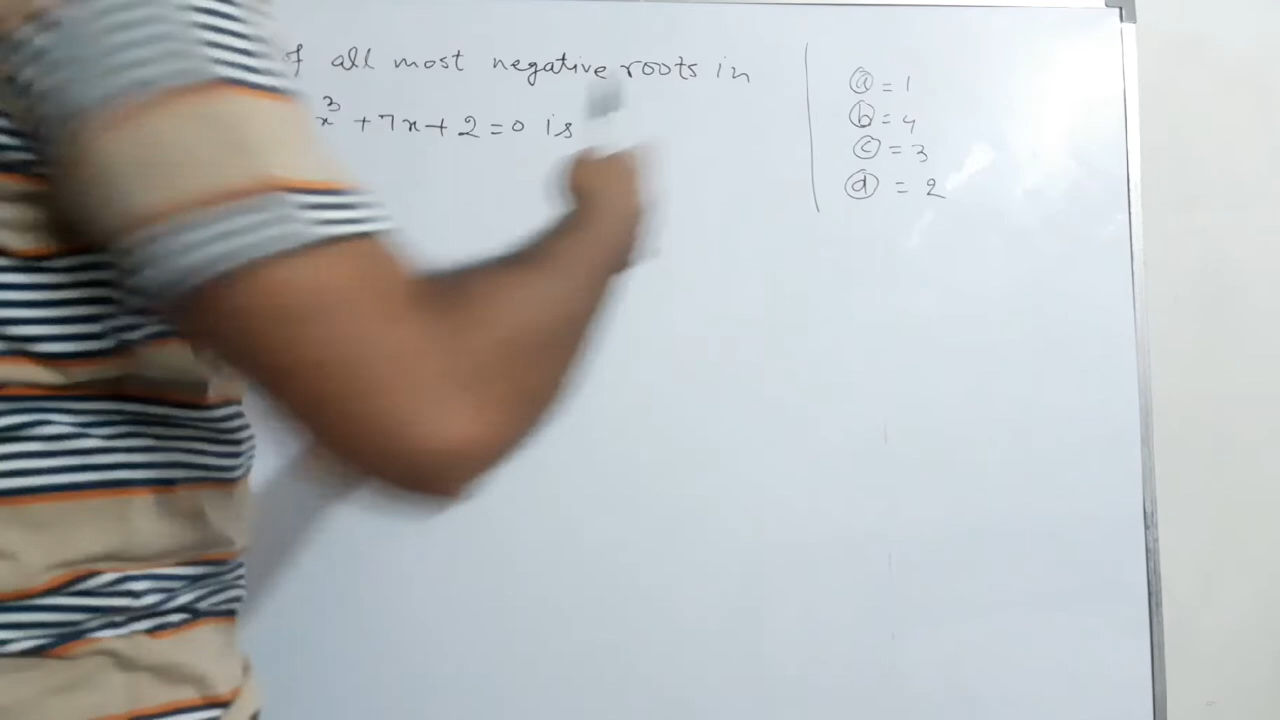 f all most negative roots in
x³ + 7x + 2 = 0 is
ⓐ = 1
ⓑ = 4
ⓒ = 3
ⓓ = 2